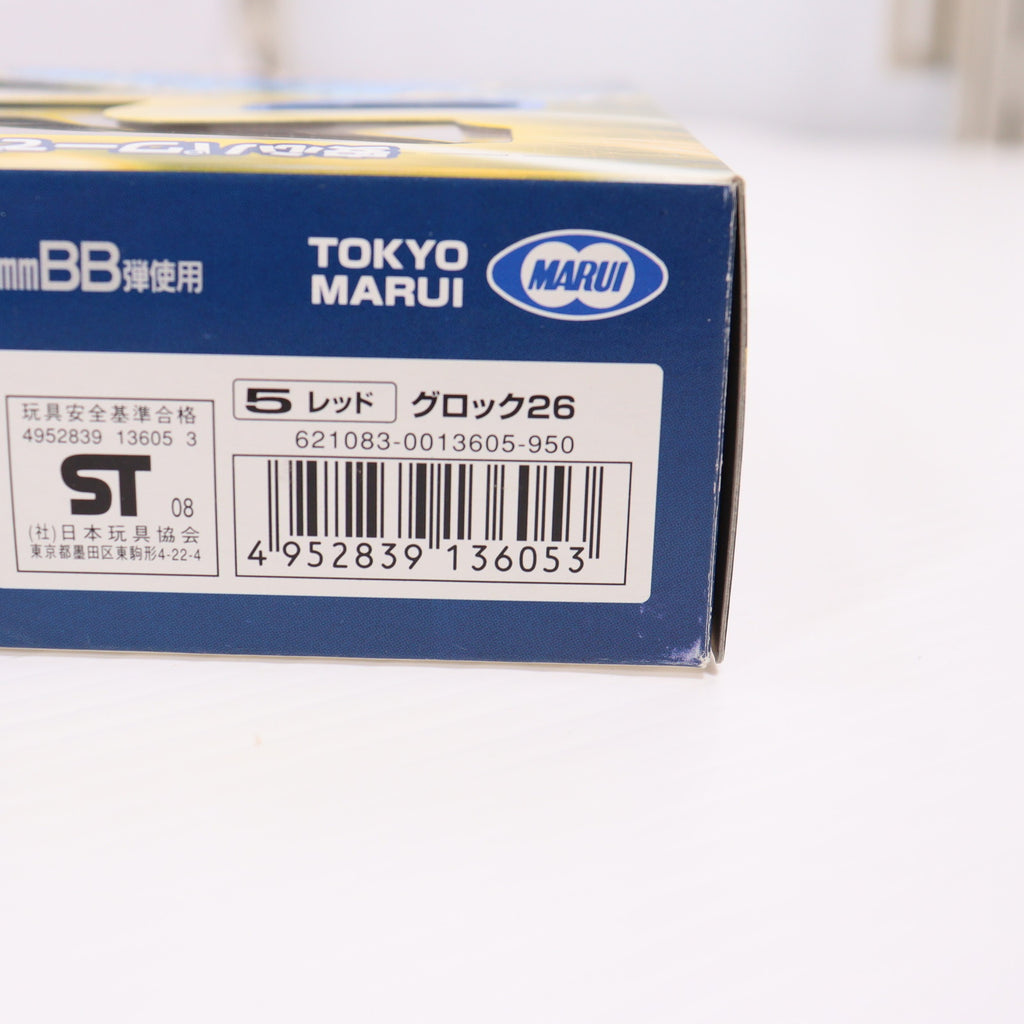 mmBB弾使用
TOKYO
MARUI
MARUI
玩具安全基準合格
4952839 13605 3
ST 08
(社)日本玩具協会
東京都墨田区東駒形4-22-4
5 レッド グロック26
621083-0013605-950
4 952839 136053